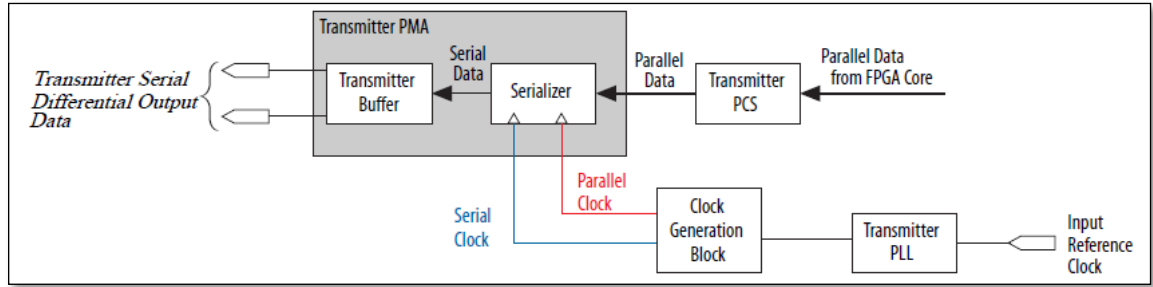 Transmitter PMA
Transmitter Serial
Differential Output
Data
Transmitter
Buffer
Serial
Data
Serializer
Parallel
Data
Transmitter
PCS
Parallel Data
from FPGA Core
Parallel
Clock
Serial
Clock
Clock
Generation
Block
Transmitter
PLL
Input
Reference
Clock